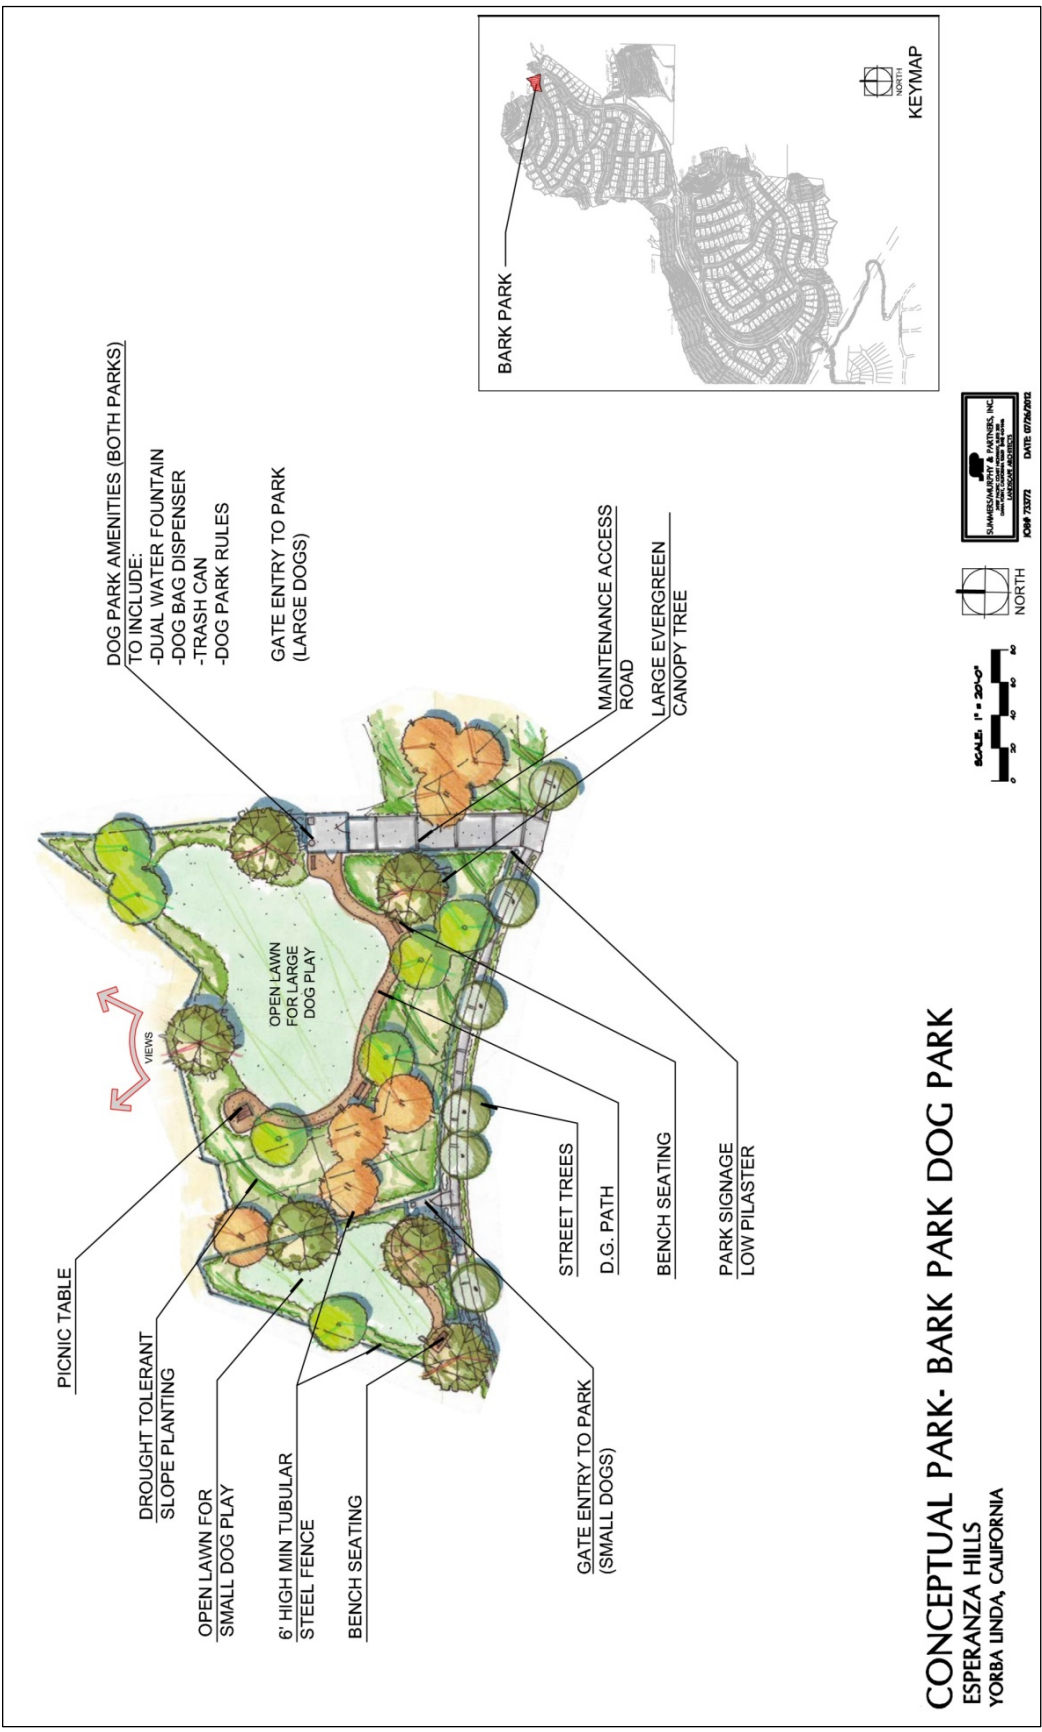 DOG PARK AMENITIES (BOTH PARKS)
TO INCLUDE:
-DUAL WATER FOUNTAIN
-DOG BAG DISPENSER
-TRASH CAN
-DOG PARK RULES
GATE ENTRY TO PARK
(LARGE DOGS)
PICNIC TABLE
DROUGHT TOLERANT
SLOPE PLANTING
OPEN LAWN FOR
SMALL DOG PLAY
6' HIGH MIN TUBULAR
STEEL FENCE
BENCH SEATING
VIEWS
OPEN LAWN
FOR LARGE
DOG PLAY
MAINTENANCE ACCESS
ROAD
LARGE EVERGREEN
CANOPY TREE
GATE ENTRY TO PARK
(SMALL DOGS)
STREET TREES
D.G. PATH
BENCH SEATING
PARK SIGNAGE
LOW PILASTER
BARK PARK
NORTH
KEYMAP
CONCEPTUAL PARK- BARK PARK DOG PARK
ESPERANZA HILLS
YORBA LINDA, CALIFORNIA
SCALE: 1" = 20'-0"
0 20 40 60 80
NORTH
SUMMERS/MURPHY & PARTNERS, INC.
LANDSCAPE ARCHITECTS
JOB# 733772 DATE: 07/26/2012